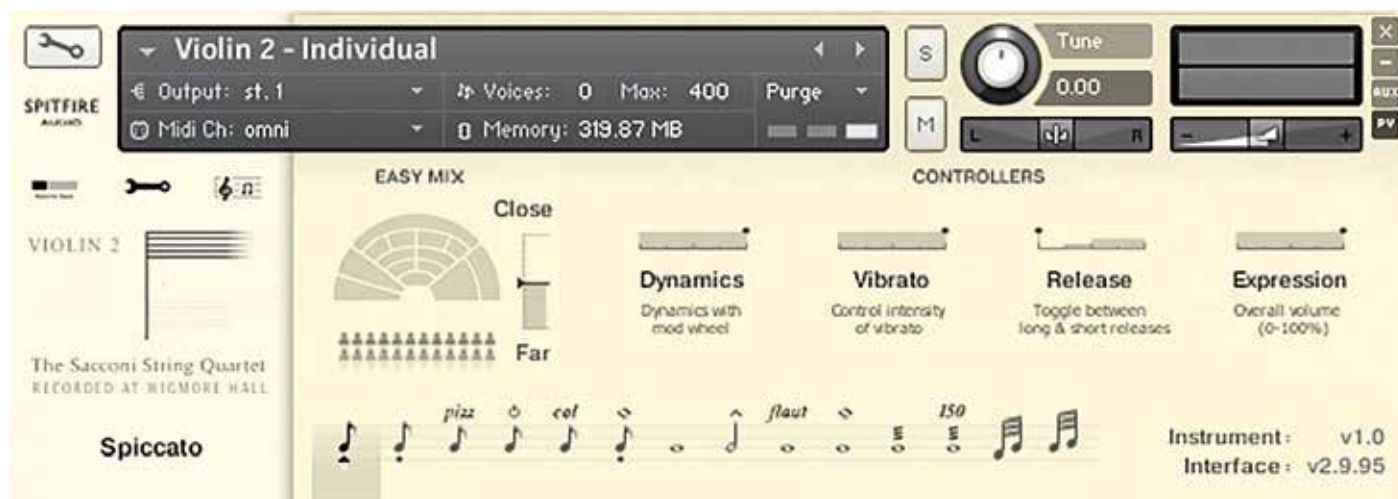 Violin 2 - Individual
Output: st.1
Voices: 0 Max: 400
Purge
Midi Ch: omni
Memory: 319.87 MB
S
M
Tune
0.00
L
R
-
+
×
-
AUX
PV
SPITFIRE
AUDIO
EASY MIX
CONTROLLERS
Close
Far
VIOLIN 2
Dynamics
Dynamics with
mod wheel
Vibrato
Control intensity
of vibrato
Release
Toggle between
long & short releases
Expression
Overall volume
(0-100%)
The Sacconi String Quartet
RECORDED AT WIGMORE HALL
Spiccato
pizz
col
flaut
150
Instrument: v1.0
Interface: v2.9.95